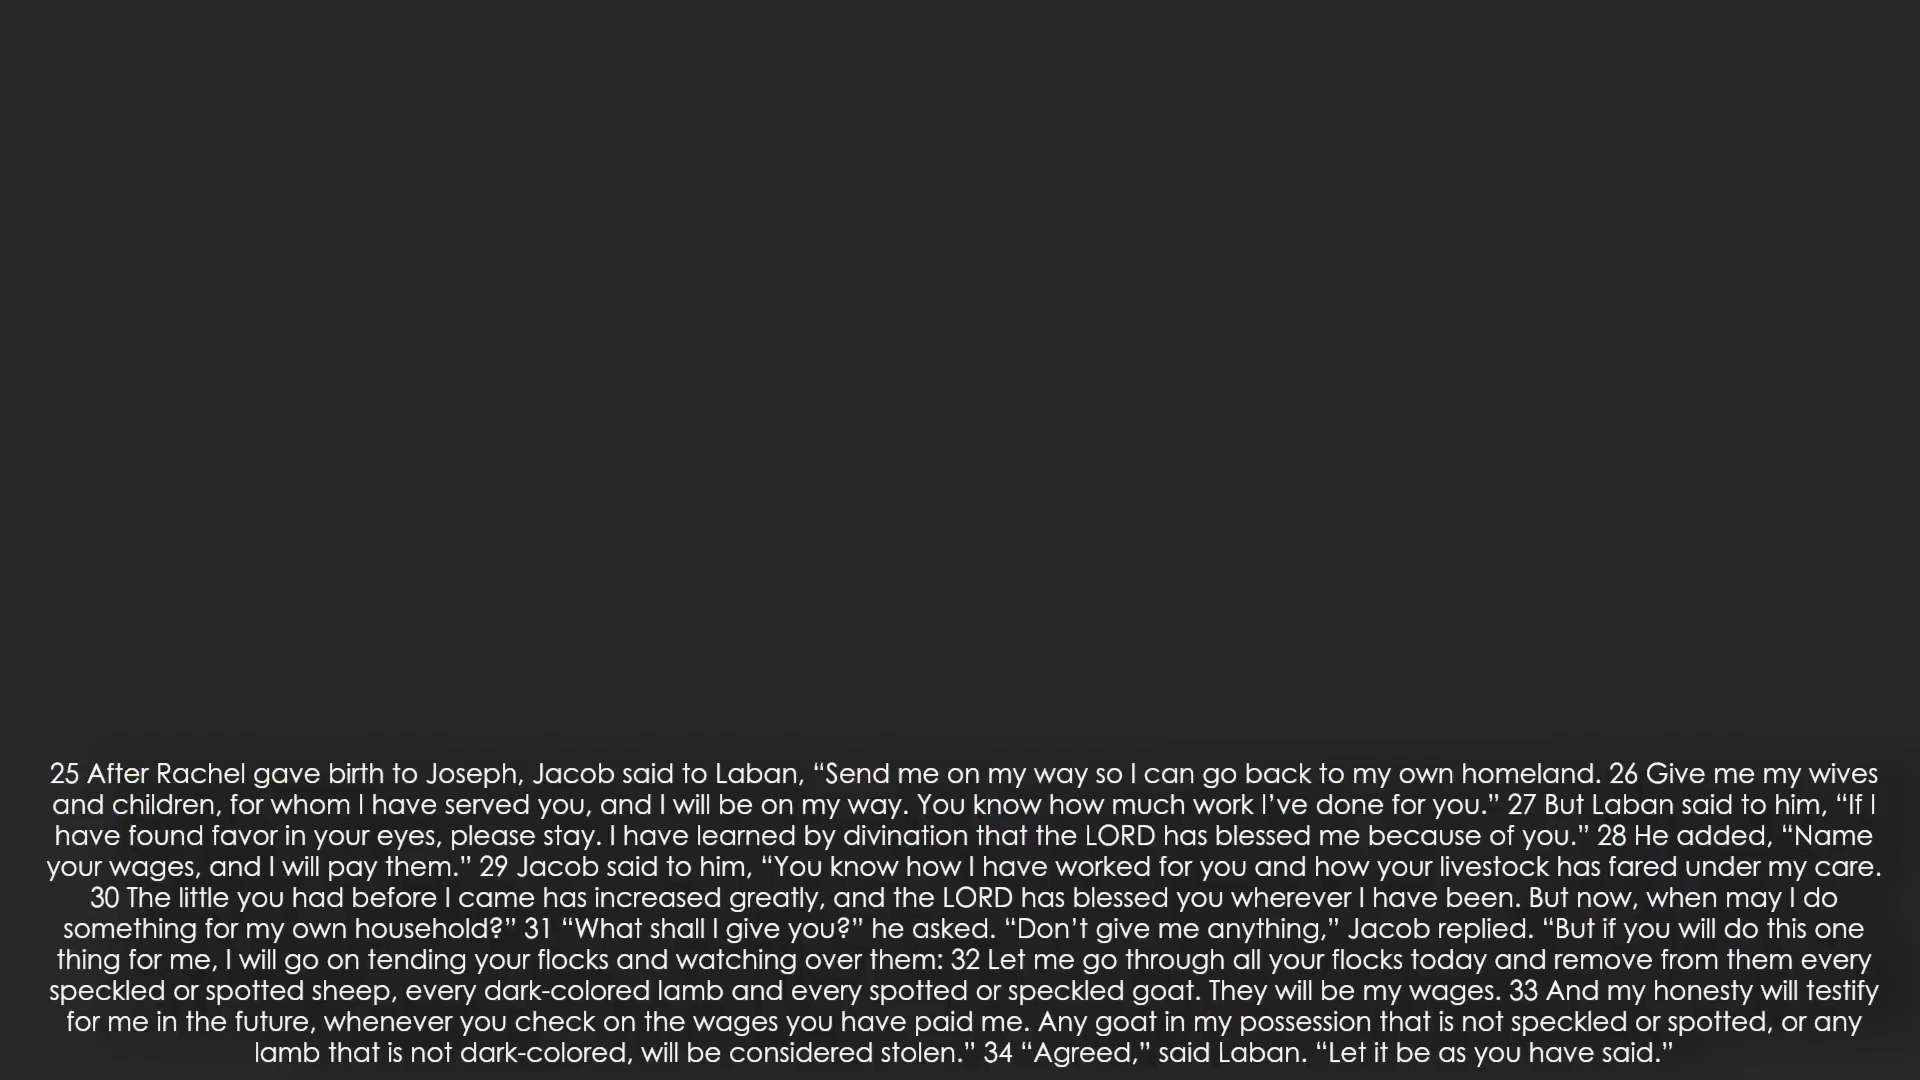 25 After Rachel gave birth to Joseph, Jacob said to Laban, “Send me on my way so I can go back to my own homeland. 26 Give me my wives
and children, for whom I have served you, and I will be on my way. You know how much work I’ve done for you.” 27 But Laban said to him, “If I
have found favor in your eyes, please stay. I have learned by divination that the LORD has blessed me because of you.” 28 He added, “Name
your wages, and I will pay them.” 29 Jacob said to him, “You know how I have worked for you and how your livestock has fared under my care.
30 The little you had before I came has increased greatly, and the LORD has blessed you wherever I have been. But now, when may I do
something for my own household?” 31 “What shall I give you?” he asked. “Don’t give me anything,” Jacob replied. “But if you will do this one
thing for me, I will go on tending your flocks and watching over them: 32 Let me go through all your flocks today and remove from them every
speckled or spotted sheep, every dark-colored lamb and every spotted or speckled goat. They will be my wages. 33 And my honesty will testify
for me in the future, whenever you check on the wages you have paid me. Any goat in my possession that is not speckled or spotted, or any
lamb that is not dark-colored, will be considered stolen.” 34 “Agreed,” said Laban. “Let it be as you have said.”